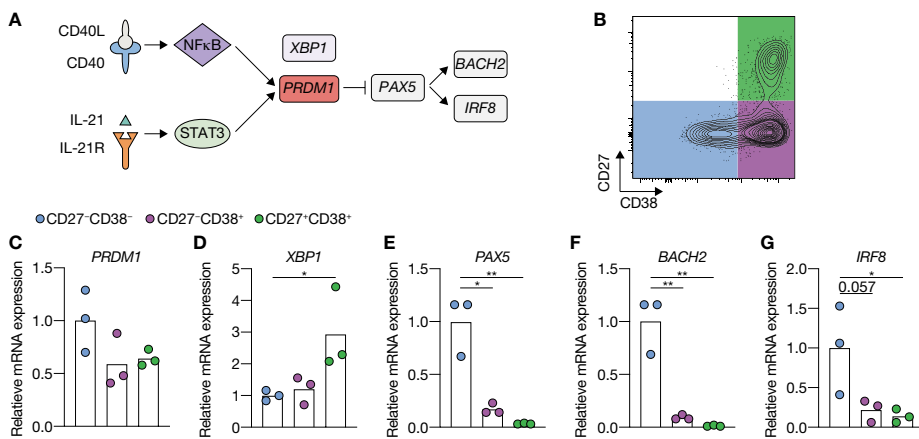 A
CD40L
CD40
NFκB
XBP1
PRDM1
PAX5
BACH2
IRF8
IL-21
IL-21R
STAT3
B
CD27
CD38
CD27⁻CD38⁻ CD27⁻CD38⁺ CD27⁺CD38⁺
C
PRDM1
Relatieve mRNA expression
1.5
1.0
0.5
0.0
D
XBP1
*
Relatieve mRNA expression
5
4
3
2
1
0
E
PAX5
**
*
Relatieve mRNA expression
1.5
1.0
0.5
0.0
F
BACH2
**
**
Relatieve mRNA expression
1.5
1.0
0.5
0.0
G
IRF8
*
0.057
Relatieve mRNA expression
2.0
1.5
1.0
0.5
0.0